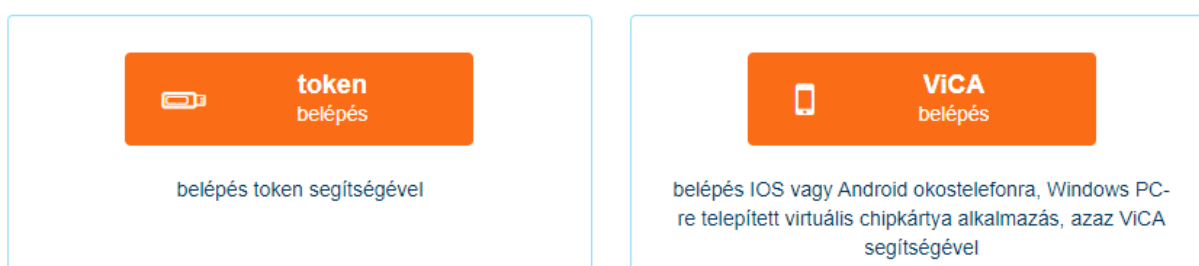 token
belépés
belépés token segítségével
ViCA
belépés
belépés IOS vagy Android okostelefonra, Windows PC-
re telepített virtuális chipkártya alkalmazás, azaz ViCA
segítségével